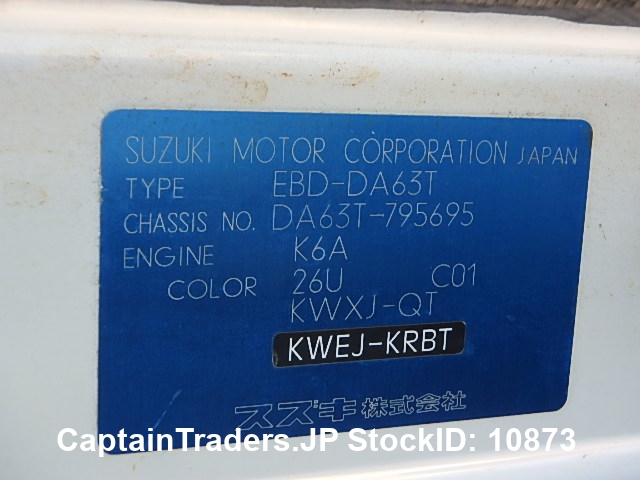 SUZUKI MOTOR CORPORATION JAPAN
TYPE EBD-DA63T
CHASSIS NO. DA63T-795695
ENGINE K6A
COLOR 26U C01
KWXJ-QT
KWEJ-KRBT
スズキ株式会社
CaptainTraders.JP StockID: 10873